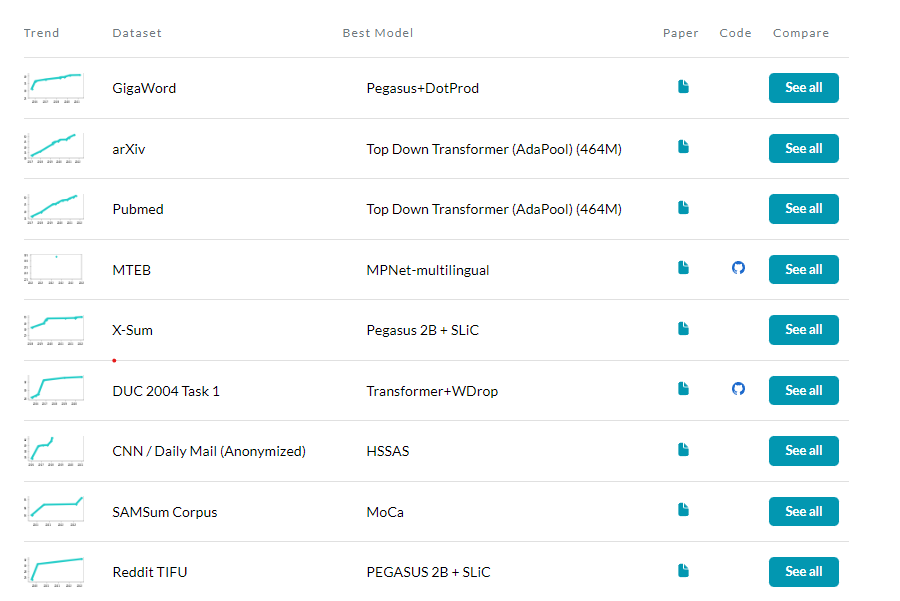 Trend Dataset Best Model Paper Code Compare
GigaWord Pegasus+DotProd See all
arXiv Top Down Transformer (AdaPool) (464M) See all
Pubmed Top Down Transformer (AdaPool) (464M) See all
MTEB MPNet-multilingual See all
X-Sum Pegasus 2B + SLiC See all
DUC 2004 Task 1 Transformer+WDrop See all
CNN / Daily Mail (Anonymized) HSSAS See all
SAMSum Corpus MoCa See all
Reddit TIFU PEGASUS 2B + SLiC See all